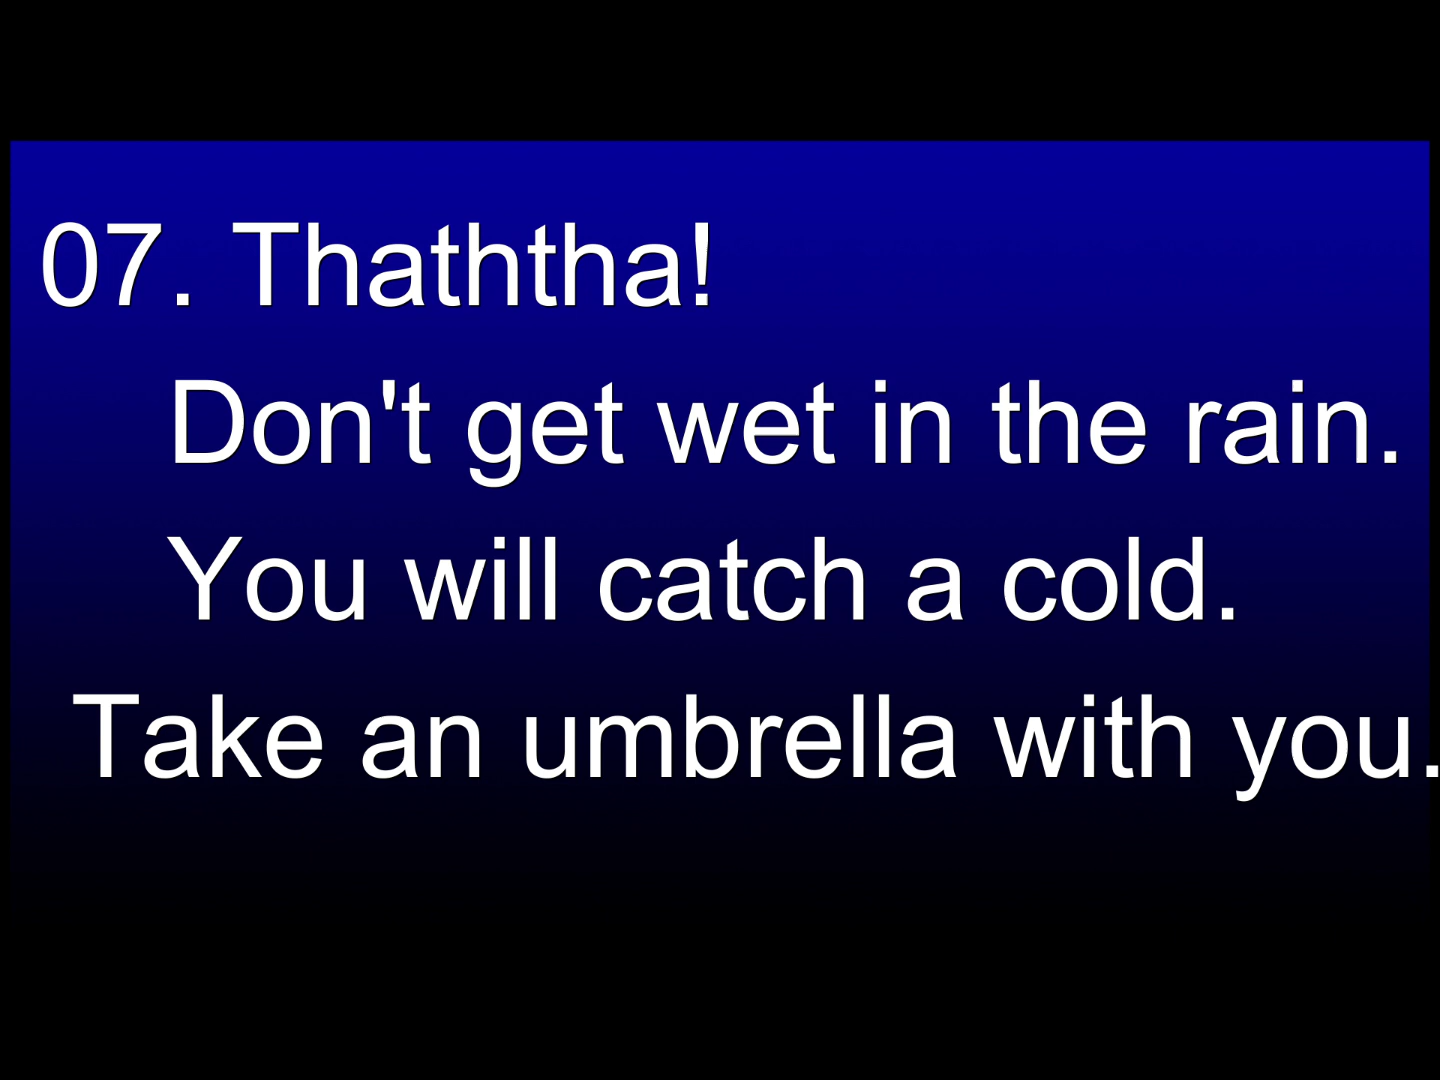 07. Thaththa!
Don't get wet in the rain.
You will catch a cold.
Take an umbrella with you.